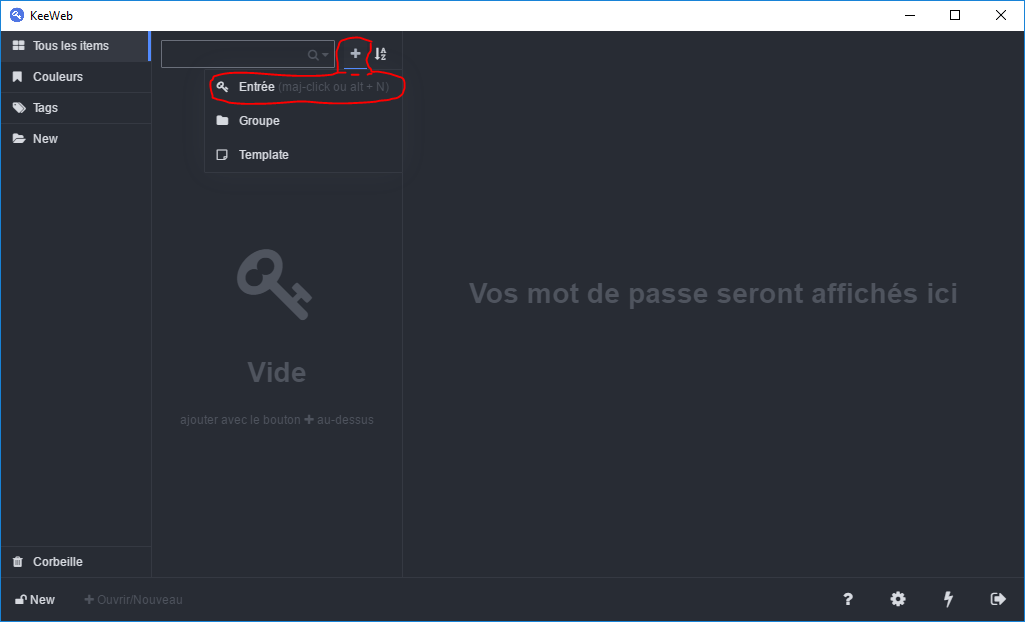 KeeWeb
Tous les items
Couleurs
Tags
New
Entrée (maj-click ou alt + N)
Groupe
Template
Vide
ajouter avec le bouton + au-dessus
Vos mot de passe seront affichés ici
Corbeille
New
+ Ouvrir/Nouveau
?